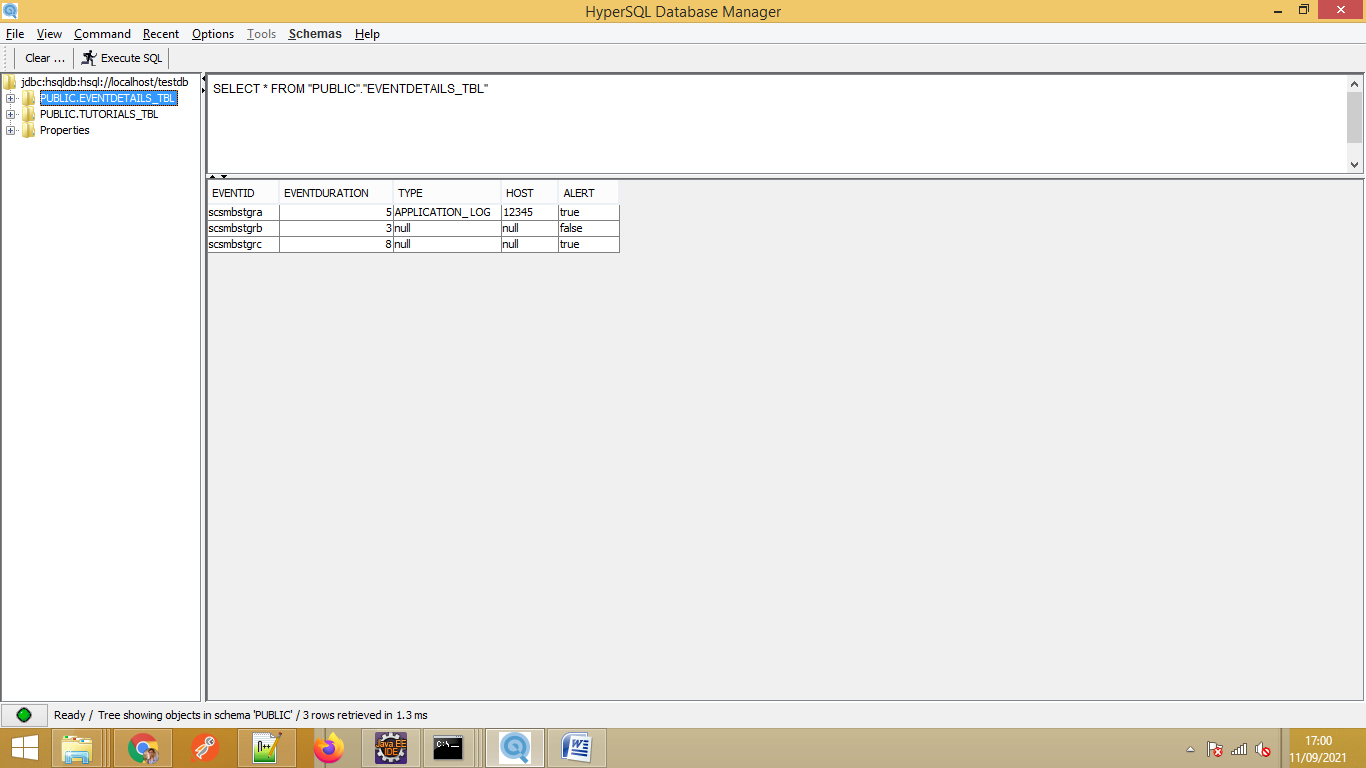 HyperSQL Database Manager
File View Command Recent Options Tools Schemas Help
Clear ... Execute SQL
jdbc:hsqldb:hsql://localhost/testdb
PUBLIC.EVENTDETAILS_TBL
PUBLIC.TUTORIALS_TBL
Properties
SELECT * FROM "PUBLIC"."EVENTDETAILS_TBL"
EVENTID EVENTDURATION TYPE HOST ALERT
scsmbstgra 5 APPLICATION_LOG 12345 true
scsmbstgrb 3 null null false
scsmbstgrc 8 null null true
Ready / Tree showing objects in schema 'PUBLIC' / 3 rows retrieved in 1.3 ms
Java EE
IDE
C:\.
17:00
11/09/2021